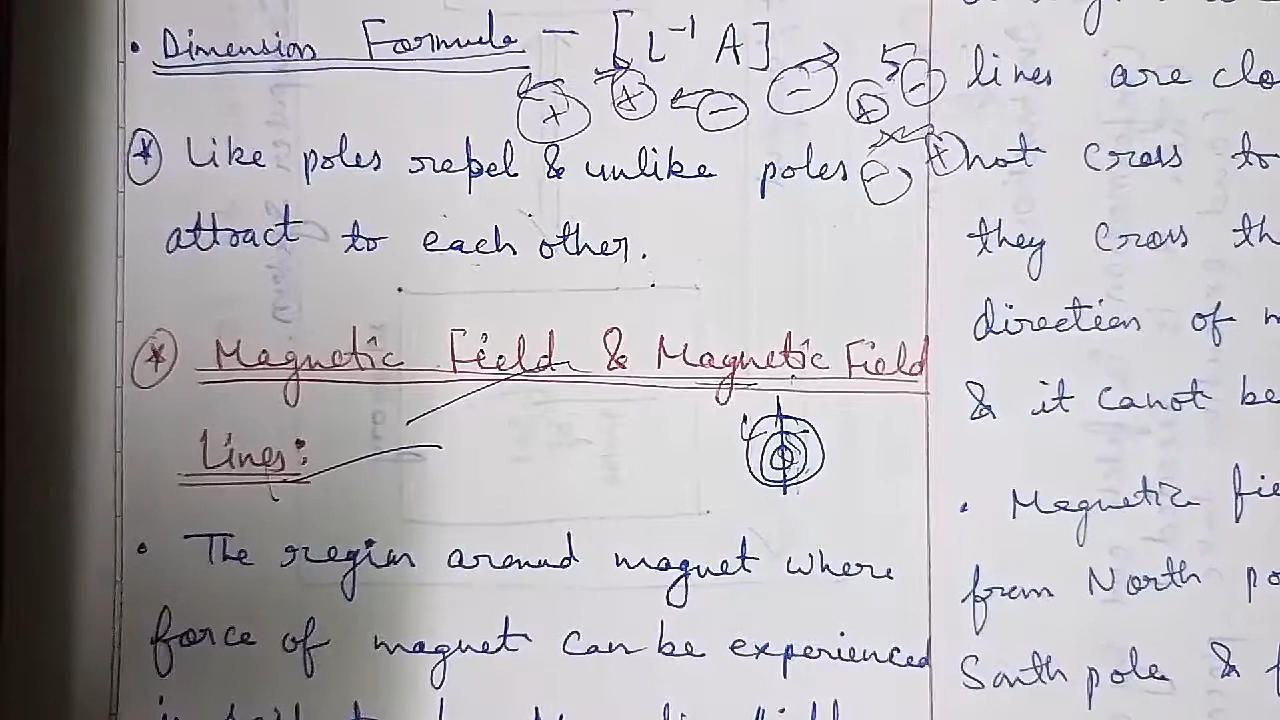 • Dimension Formula - [L⁻¹ A]
+ + - - + -
* Like poles repel & unlike poles - +
attract to each other.
* Magnetic Field & Magnetic Field
Lines:
• The region around magnet where
force of magnet can be experienced
lines are clo
not cross to
they cross th
direction of m
& it canot be
• Magnetic fie
from North po
South pole &